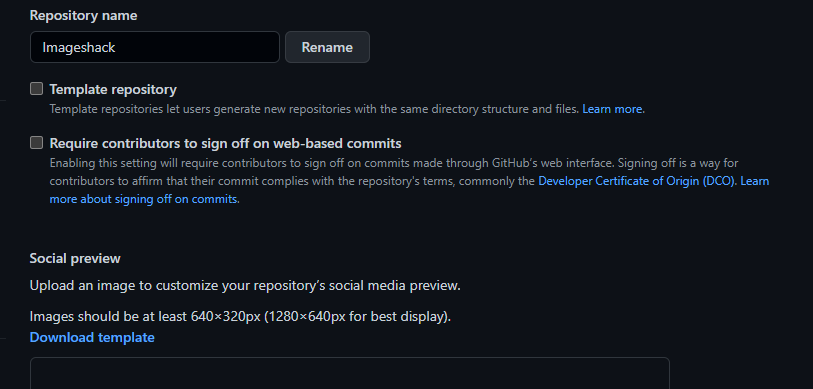 Repository name
Imageshack
Rename
Template repository
Template repositories let users generate new repositories with the same directory structure and files. Learn more.
Require contributors to sign off on web-based commits
Enabling this setting will require contributors to sign off on commits made through GitHub's web interface. Signing off is a way for
contributors to affirm that their commit complies with the repository's terms, commonly the Developer Certificate of Origin (DCO). Learn
more about signing off on commits.
Social preview
Upload an image to customize your repository's social media preview.
Images should be at least 640×320px (1280×640px for best display).
Download template